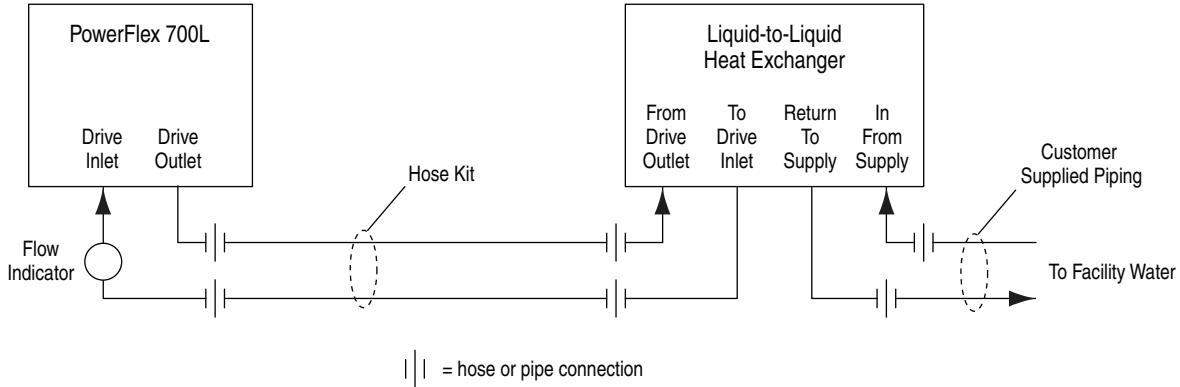 PowerFlex 700L
Drive
Inlet
Drive
Outlet
Liquid-to-Liquid
Heat Exchanger
From
Drive
Outlet
To
Drive
Inlet
Return
To
Supply
In
From
Supply
Hose Kit
Customer
Supplied Piping
Flow
Indicator
To Facility Water
= hose or pipe connection